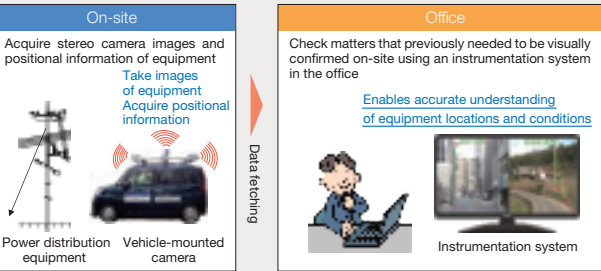 On-site
Acquire stereo camera images and
positional information of equipment
Take images
of equipment
Acquire positional
information
Power distribution
equipment
Vehicle-mounted
camera
Data fetching
Office
Check matters that previously needed to be visually
confirmed on-site using an instrumentation system
in the office
Enables accurate understanding
of equipment locations and conditions
Instrumentation system